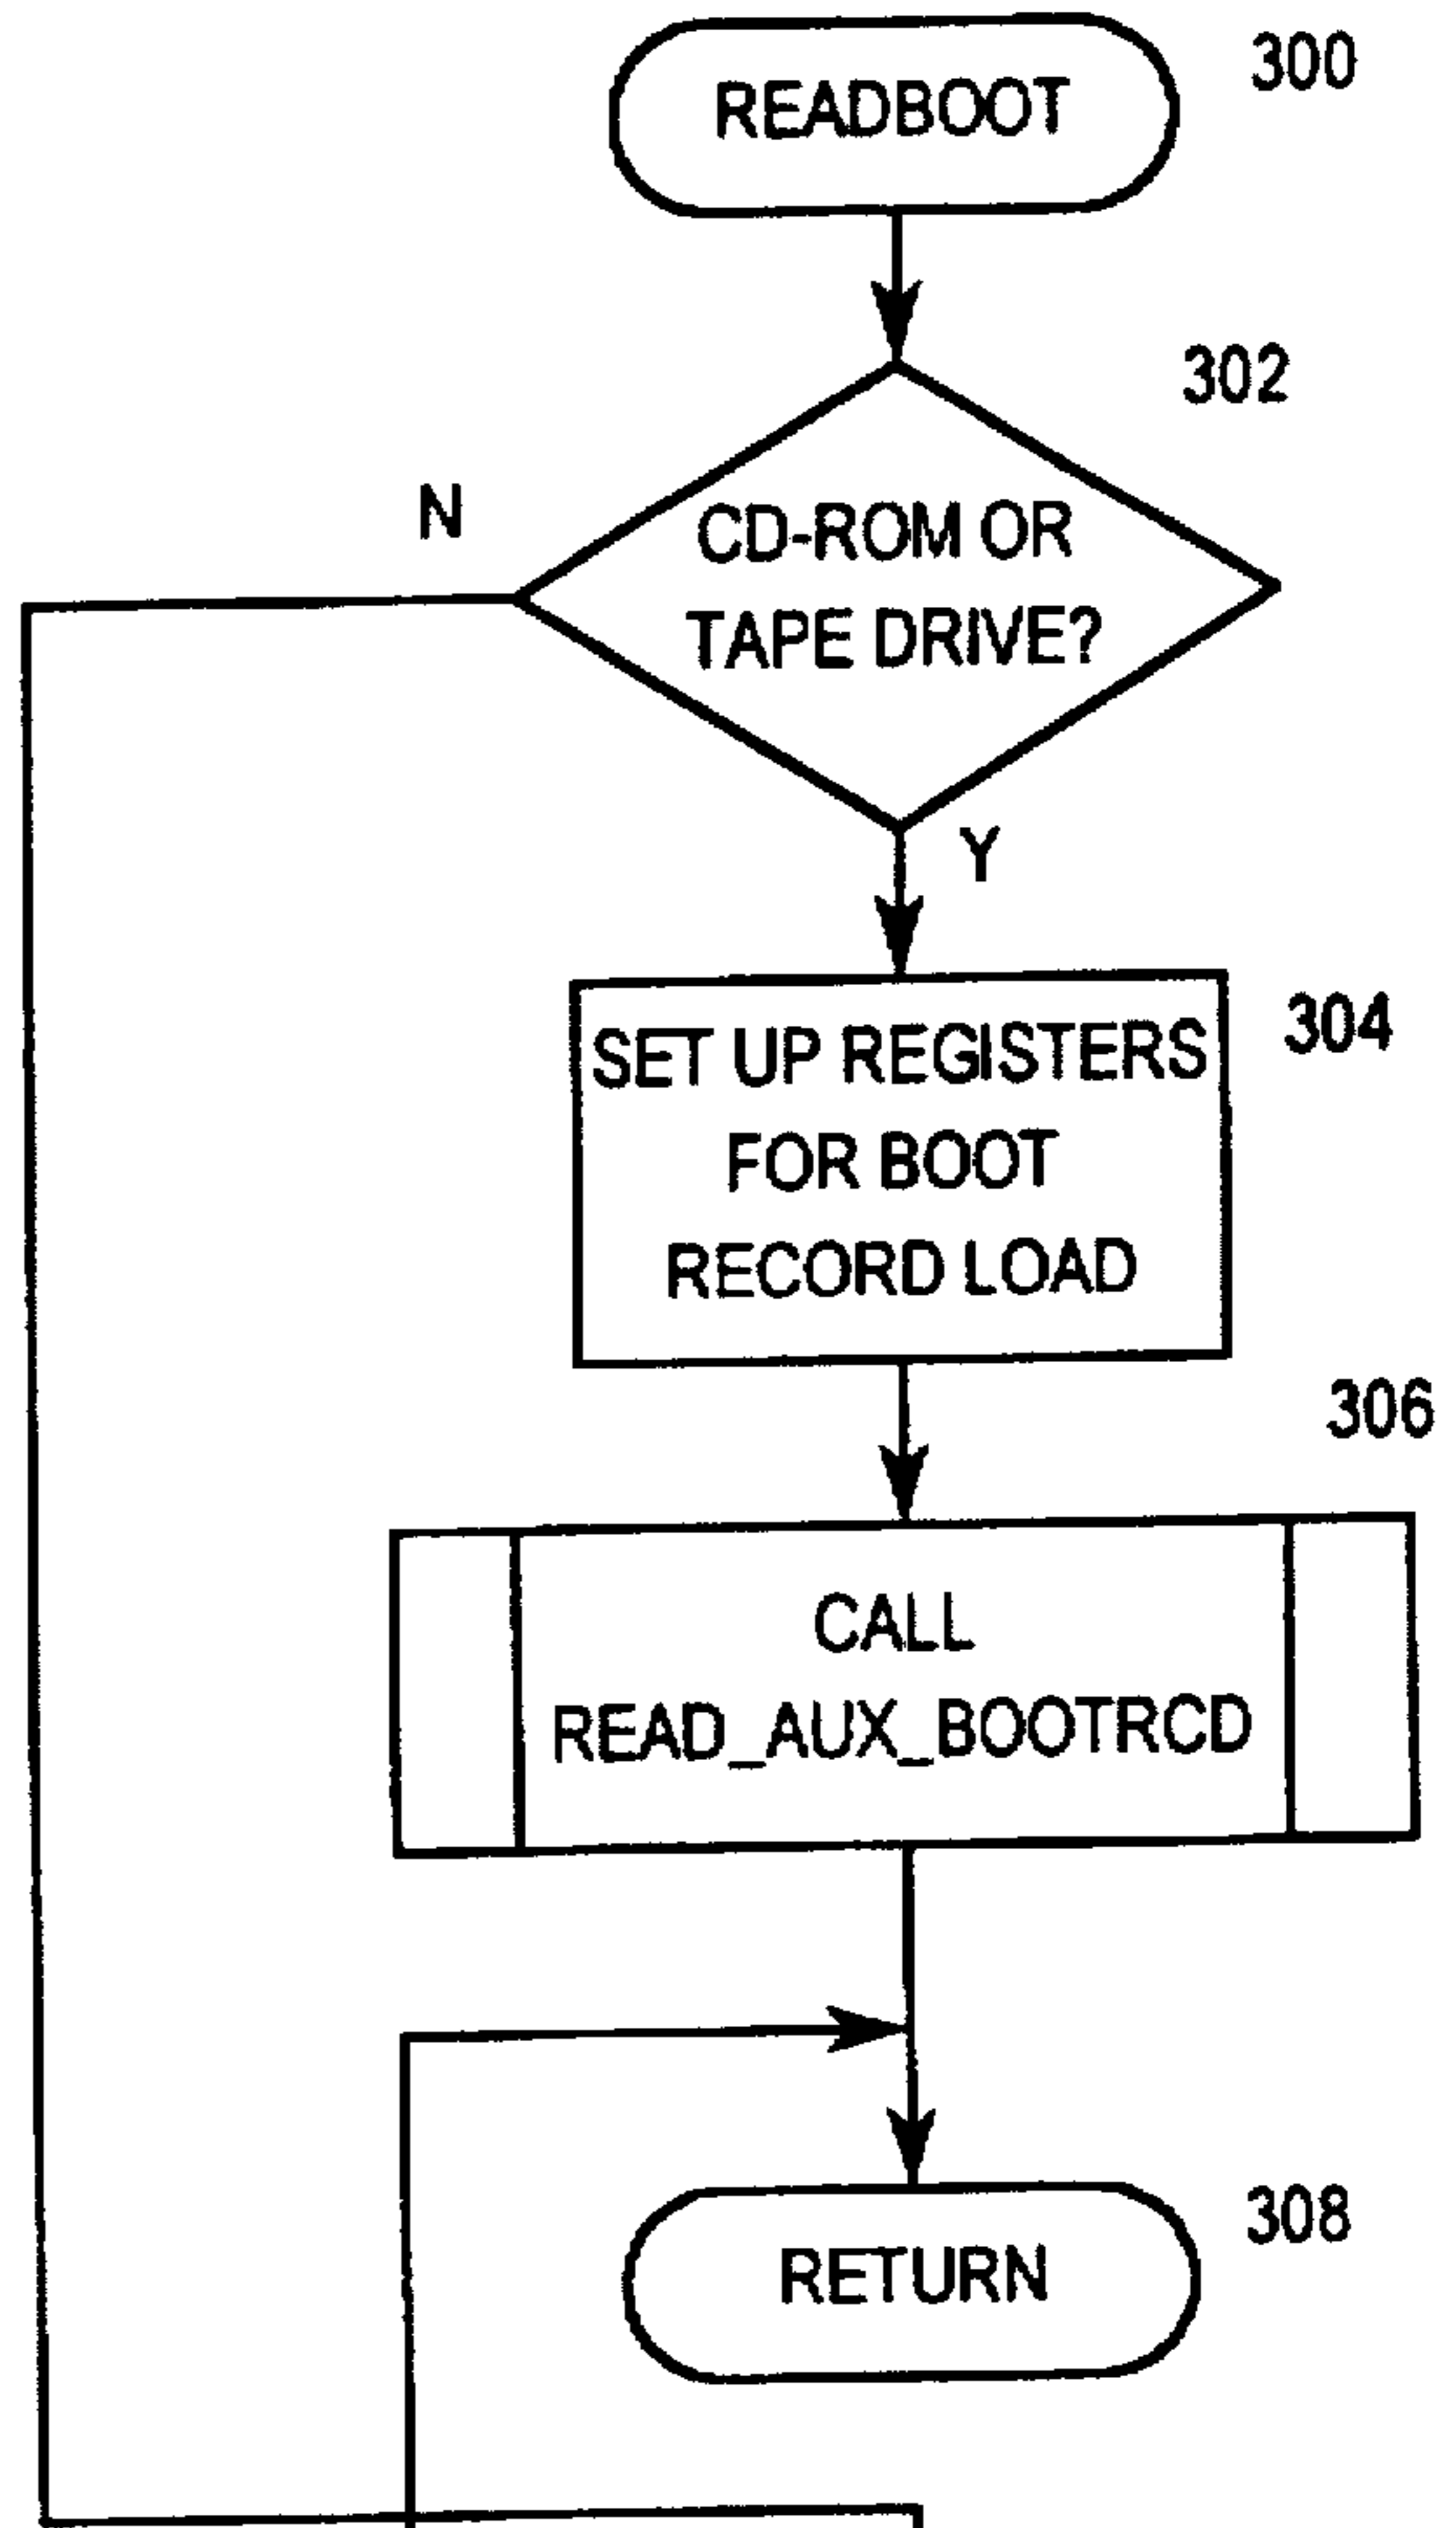 READBOOT
300
302
N
CD-ROM OR
TAPE DRIVE?
Y
304
SET UP REGISTERS
FOR BOOT
RECORD LOAD
306
CALL
READ_AUX_BOOTRCD
308
RETURN